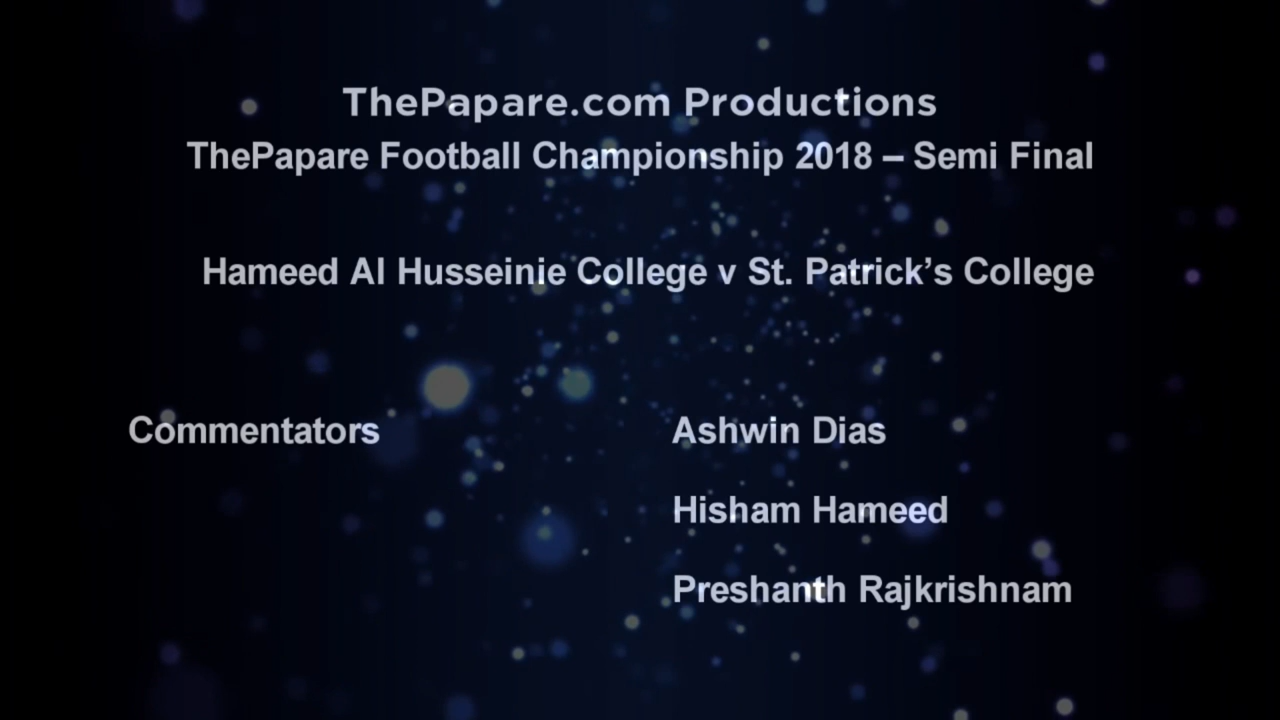 ThePapare.com Productions
ThePapare Football Championship 2018 – Semi Final
Hameed Al Husseinie College v St. Patrick’s College
Commentators Ashwin Dias
Hisham Hameed
Preshanth Rajkrishnam